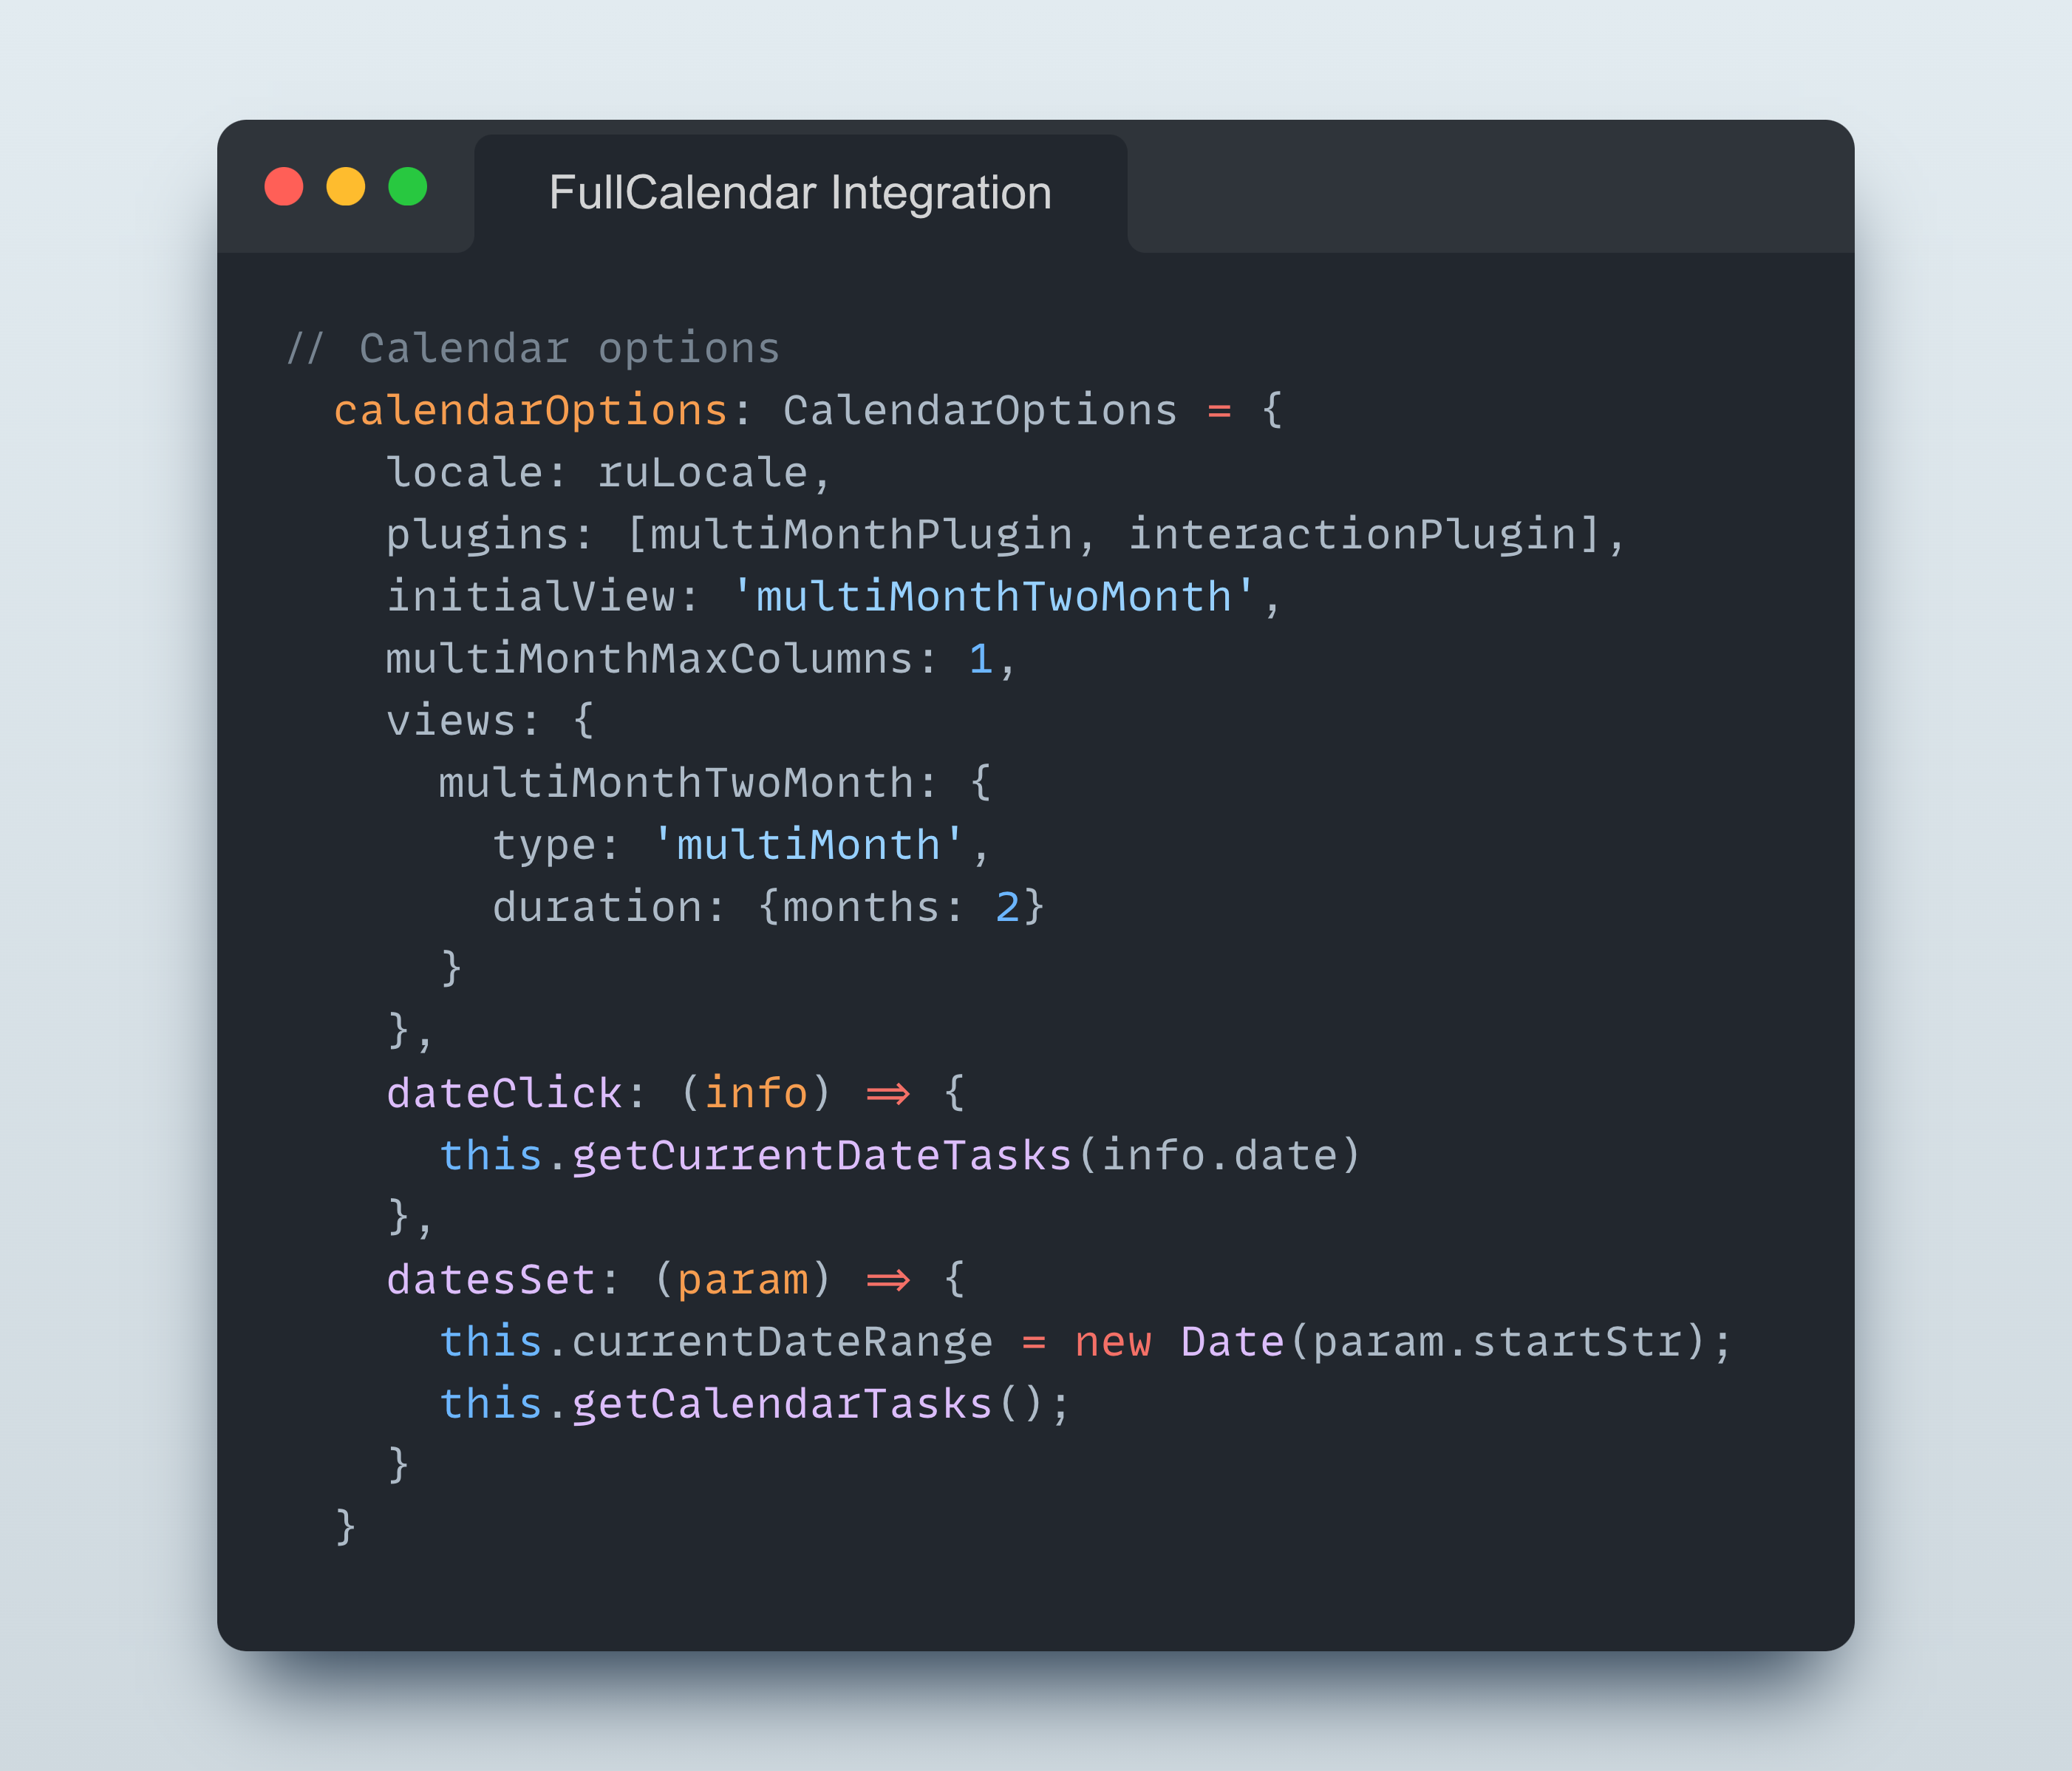 FullCalendar Integration
// Calendar options
  calendarOptions: CalendarOptions = {
    locale: ruLocale,
    plugins: [multiMonthPlugin, interactionPlugin],
    initialView: 'multiMonthTwoMonth',
    multiMonthMaxColumns: 1,
    views: {
      multiMonthTwoMonth: {
        type: 'multiMonth',
        duration: {months: 2}
      }
    },
    dateClick: (info) => {
      this.getCurrentDateTasks(info.date)
    },
    datesSet: (param) => {
      this.currentDateRange = new Date(param.startStr);
      this.getCalendarTasks();
    }
  }